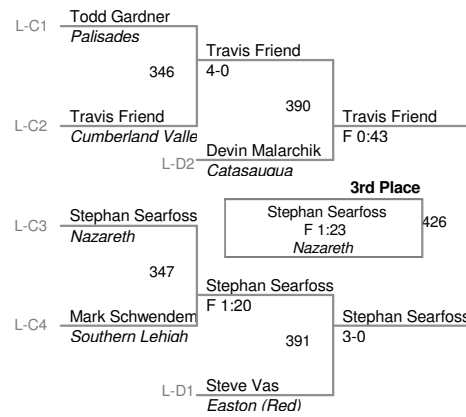 L-C1
Todd Gardner
Palisades
346
Travis Friend
4-0
L-C2
Travis Friend
Cumberland Valle
390
Travis Friend
F 0:43
L-D2
Devin Malarchik
Catasauqua
3rd Place
Stephan Searfoss
F 1:23
Nazareth
426
L-C3
Stephan Searfoss
Nazareth
347
Stephan Searfoss
F 1:20
L-C4
Mark Schwendem
Southern Lehigh
391
Stephan Searfoss
3-0
L-D1
Steve Vas
Easton (Red)